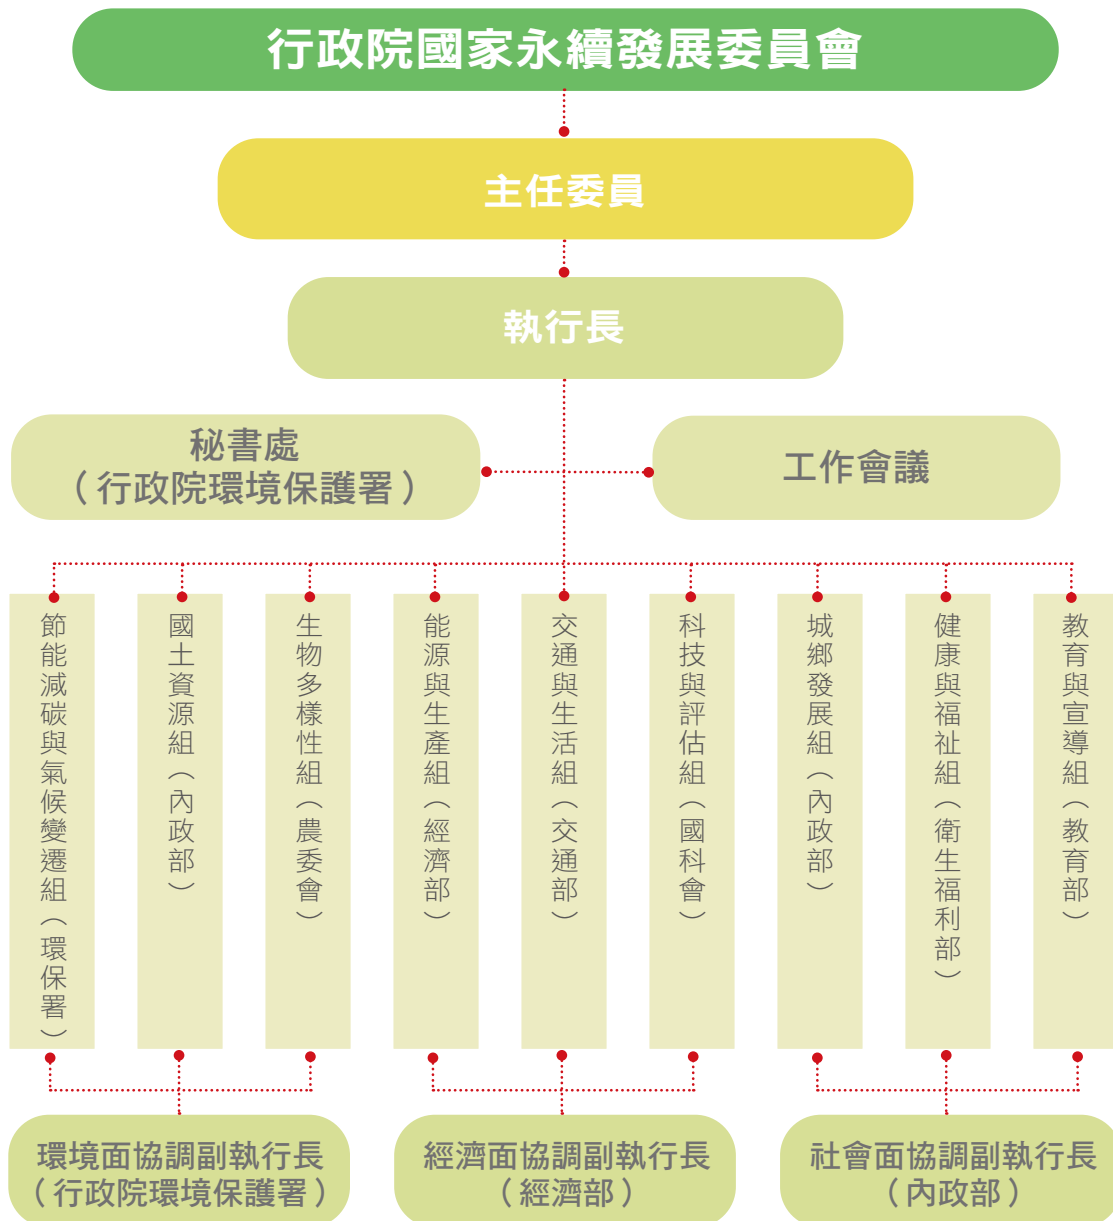 行政院國家永續發展委員會
主任委員
執行長
秘書處
（行政院環境保護署）
工作會議
節能減碳與氣候變遷組（環保署）
國土資源組（內政部）
生物多樣性組（農委會）
能源與生產組（經濟部）
交通與生活組（交通部）
科技與評估組（國科會）
城鄉發展組（內政部）
健康與福祉組（衛生福利部）
教育與宣導組（教育部）
環境面協調副執行長
（行政院環境保護署）
經濟面協調副執行長
（經濟部）
社會面協調副執行長
（內政部）